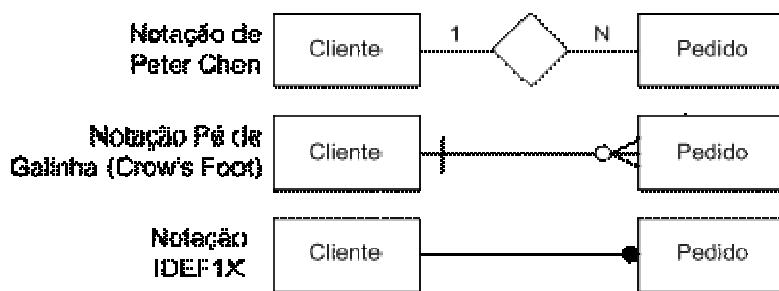 Notação de
Peter Chen
Cliente 1 N Pedido
Notação Pé de
Galinha (Crow's Foot)
Cliente Pedido
Notação
IDEF1X
Cliente Pedido